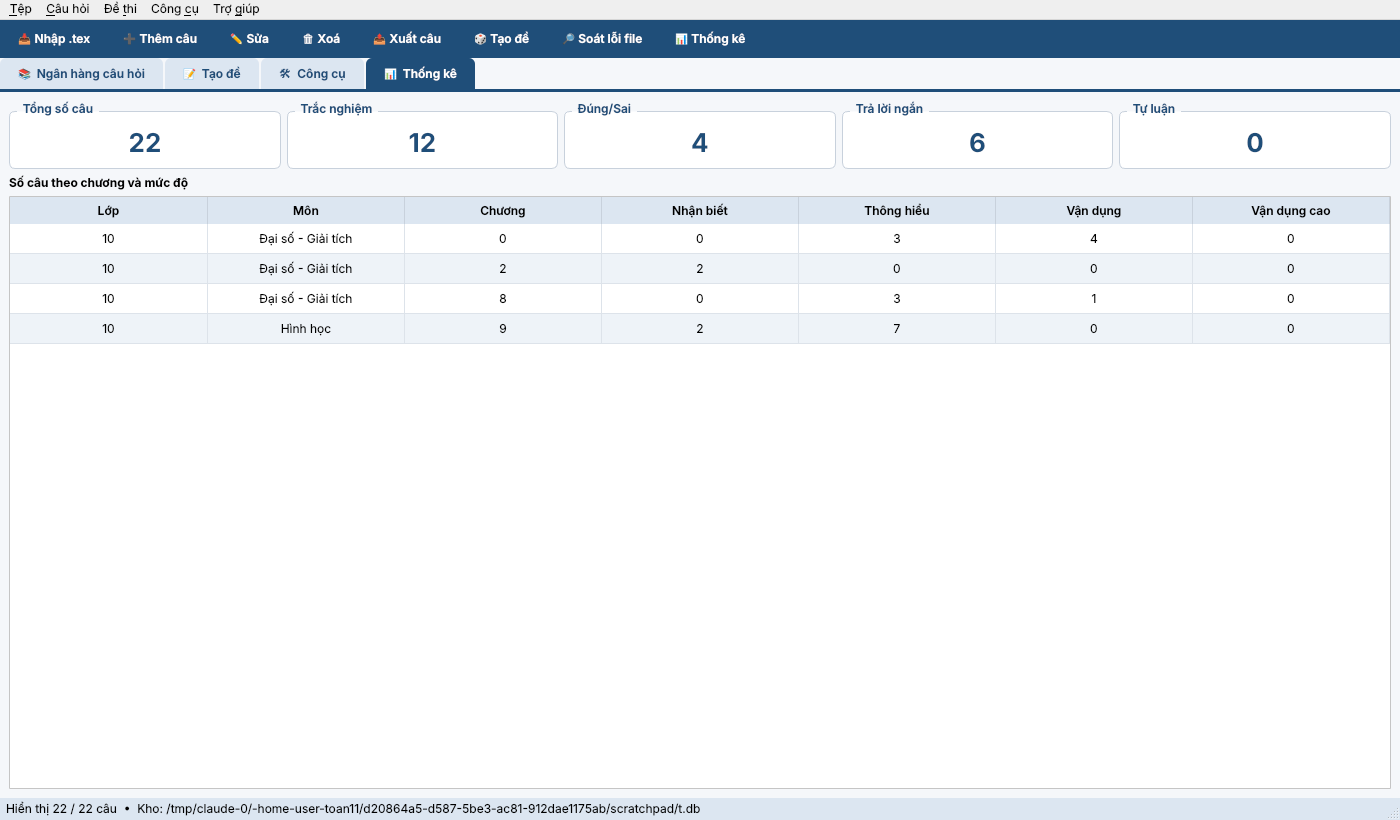 Tệp Câu hỏi Đề thi Công cụ Trợ giúp
Nhập .tex Thêm câu Sửa Xoá Xuất câu Tạo đề Soát lỗi file Thống kê
Ngân hàng câu hỏi Tạo đề Công cụ Thống kê
Tổng số câu Trắc nghiệm Đúng/Sai Trả lời ngắn Tự luận
22 12 4 6 0
Số câu theo chương và mức độ
Lớp Môn Chương Nhận biết Thông hiểu Vận dụng Vận dụng cao
10 Đại số - Giải tích 0 0 3 4 0
10 Đại số - Giải tích 2 2 0 0 0
10 Đại số - Giải tích 8 0 3 1 0
10 Hình học 9 2 7 0 0
Hiển thị 22 / 22 câu • Kho: /tmp/claude-0/-home-user-toan11/d20864a5-d587-5be3-ac81-912dae1175ab/scratchpad/t.db